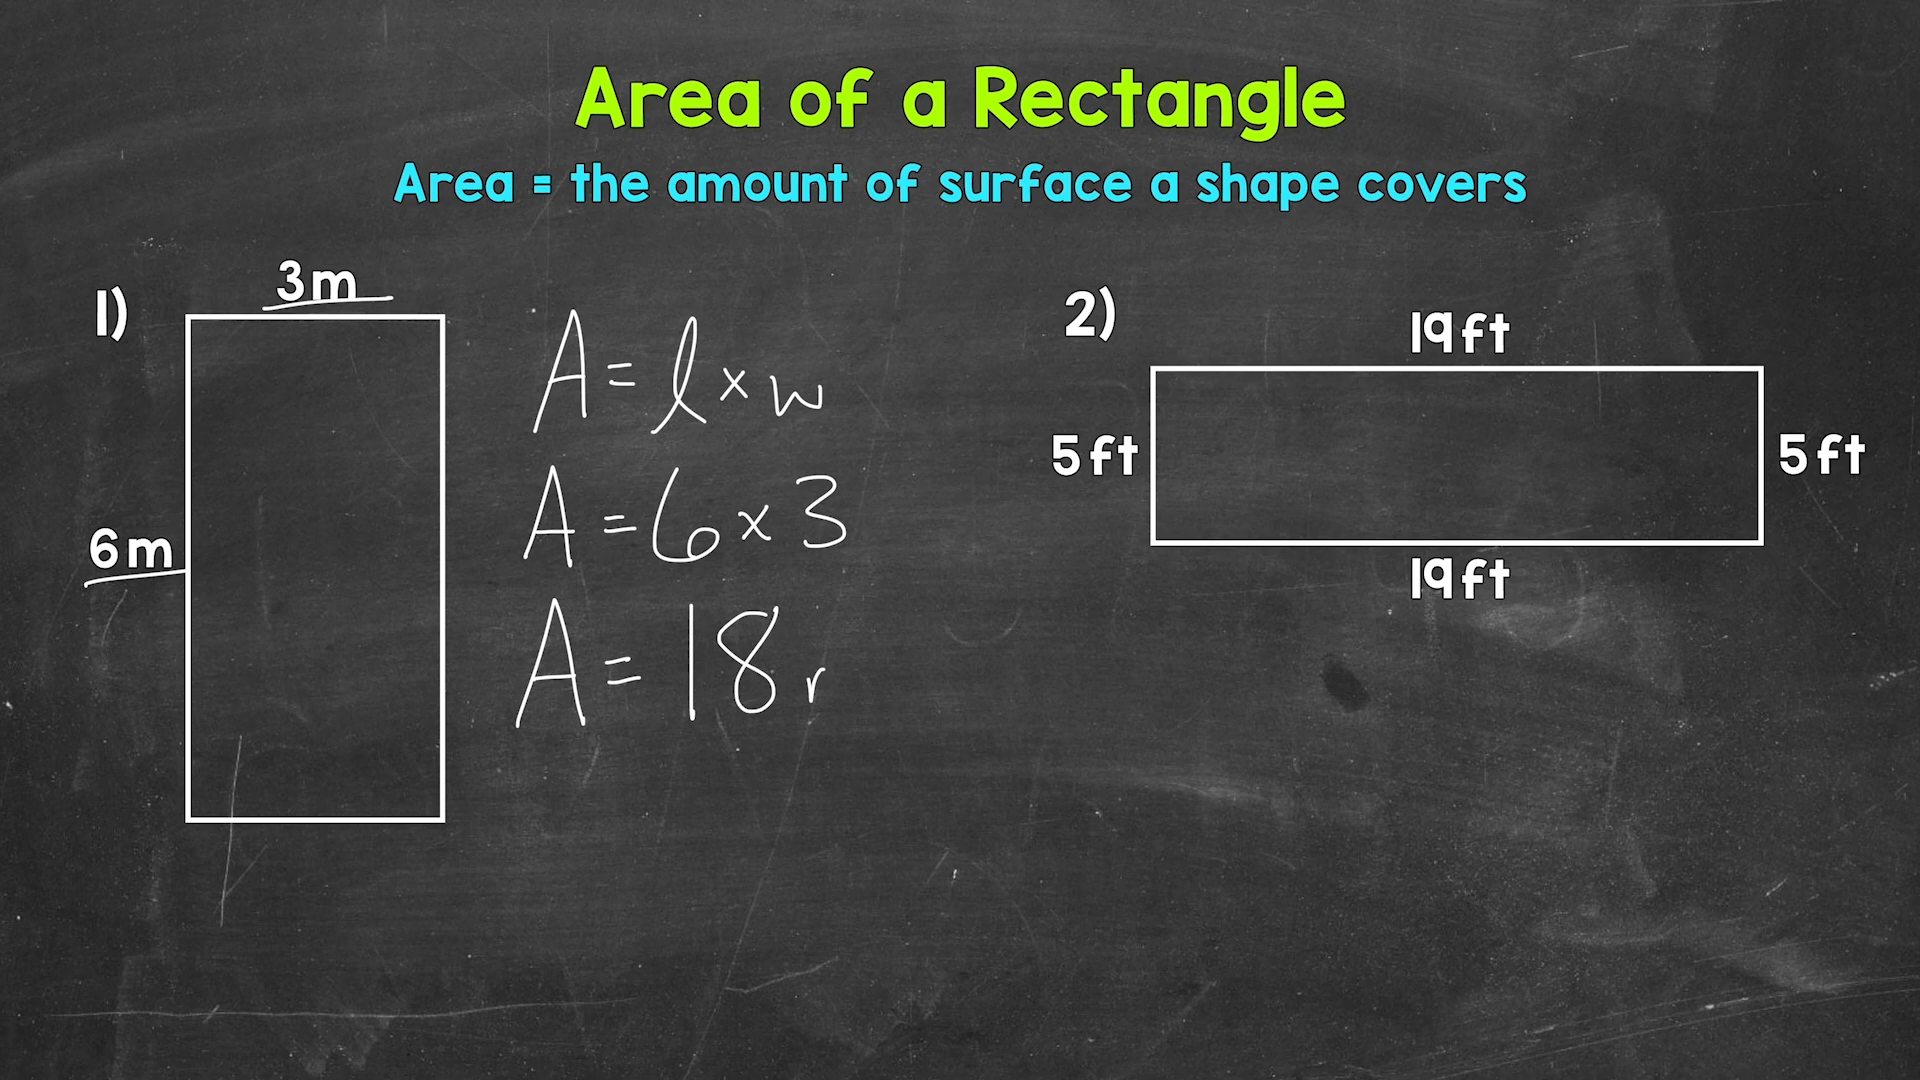 Area of a Rectangle
Area = the amount of surface a shape covers
1)
3m
6m
A = l x w
A = 6 x 3
A = 18 r
2)
19ft
5ft
5ft
19ft